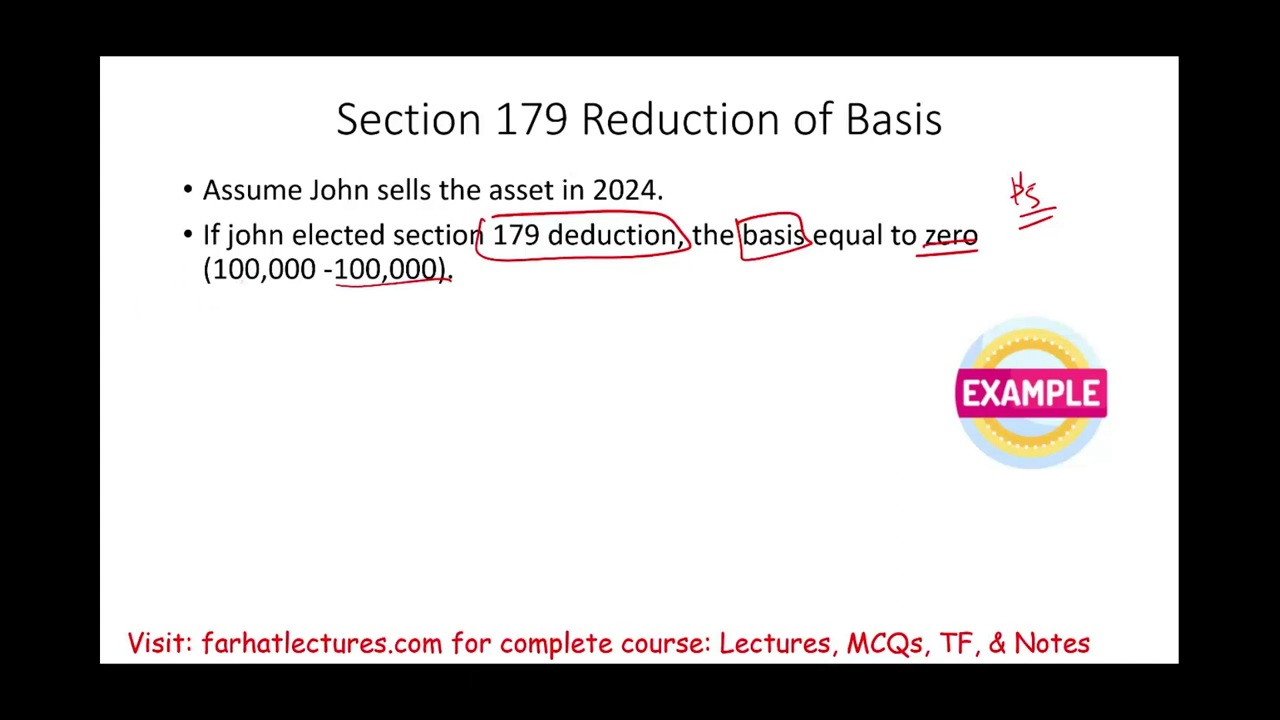 Section 179 Reduction of Basis
• Assume John sells the asset in 2024.
• If john elected section 179 deduction, the basis equal to zero
(100,000 -100,000).
EXAMPLE
Visit: farhatlectures.com for complete course: Lectures, MCQs, TF, & Notes